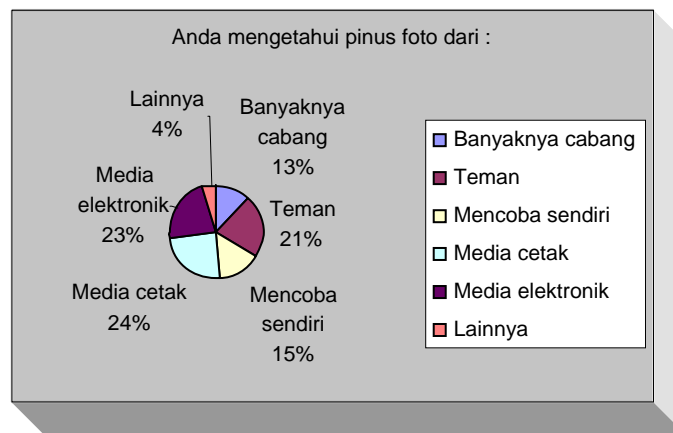 Anda mengetahui pinus foto dari :
Lainnya
4%
Banyaknya
cabang
13%
Media
elektronik
23%
Teman
21%
Media cetak
24%
Mencoba
sendiri
15%
Banyaknya cabang
Teman
Mencoba sendiri
Media cetak
Media elektronik
Lainnya